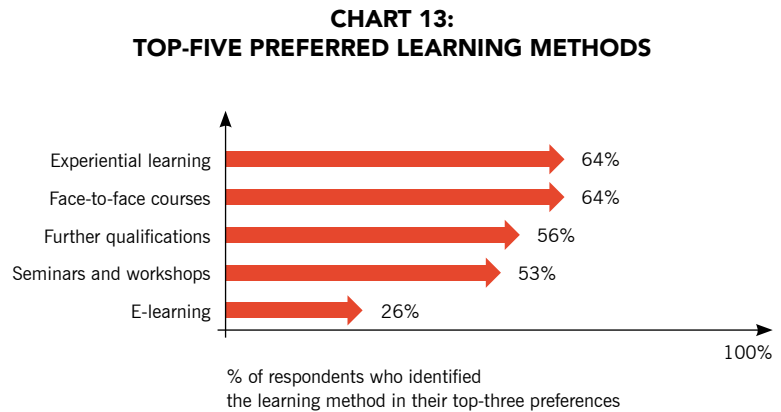 CHART 13:
TOP-FIVE PREFERRED LEARNING METHODS
Experiential learning 64%
Face-to-face courses 64%
Further qualifications 56%
Seminars and workshops 53%
E-learning 26%
100%
% of respondents who identified
the learning method in their top-three preferences